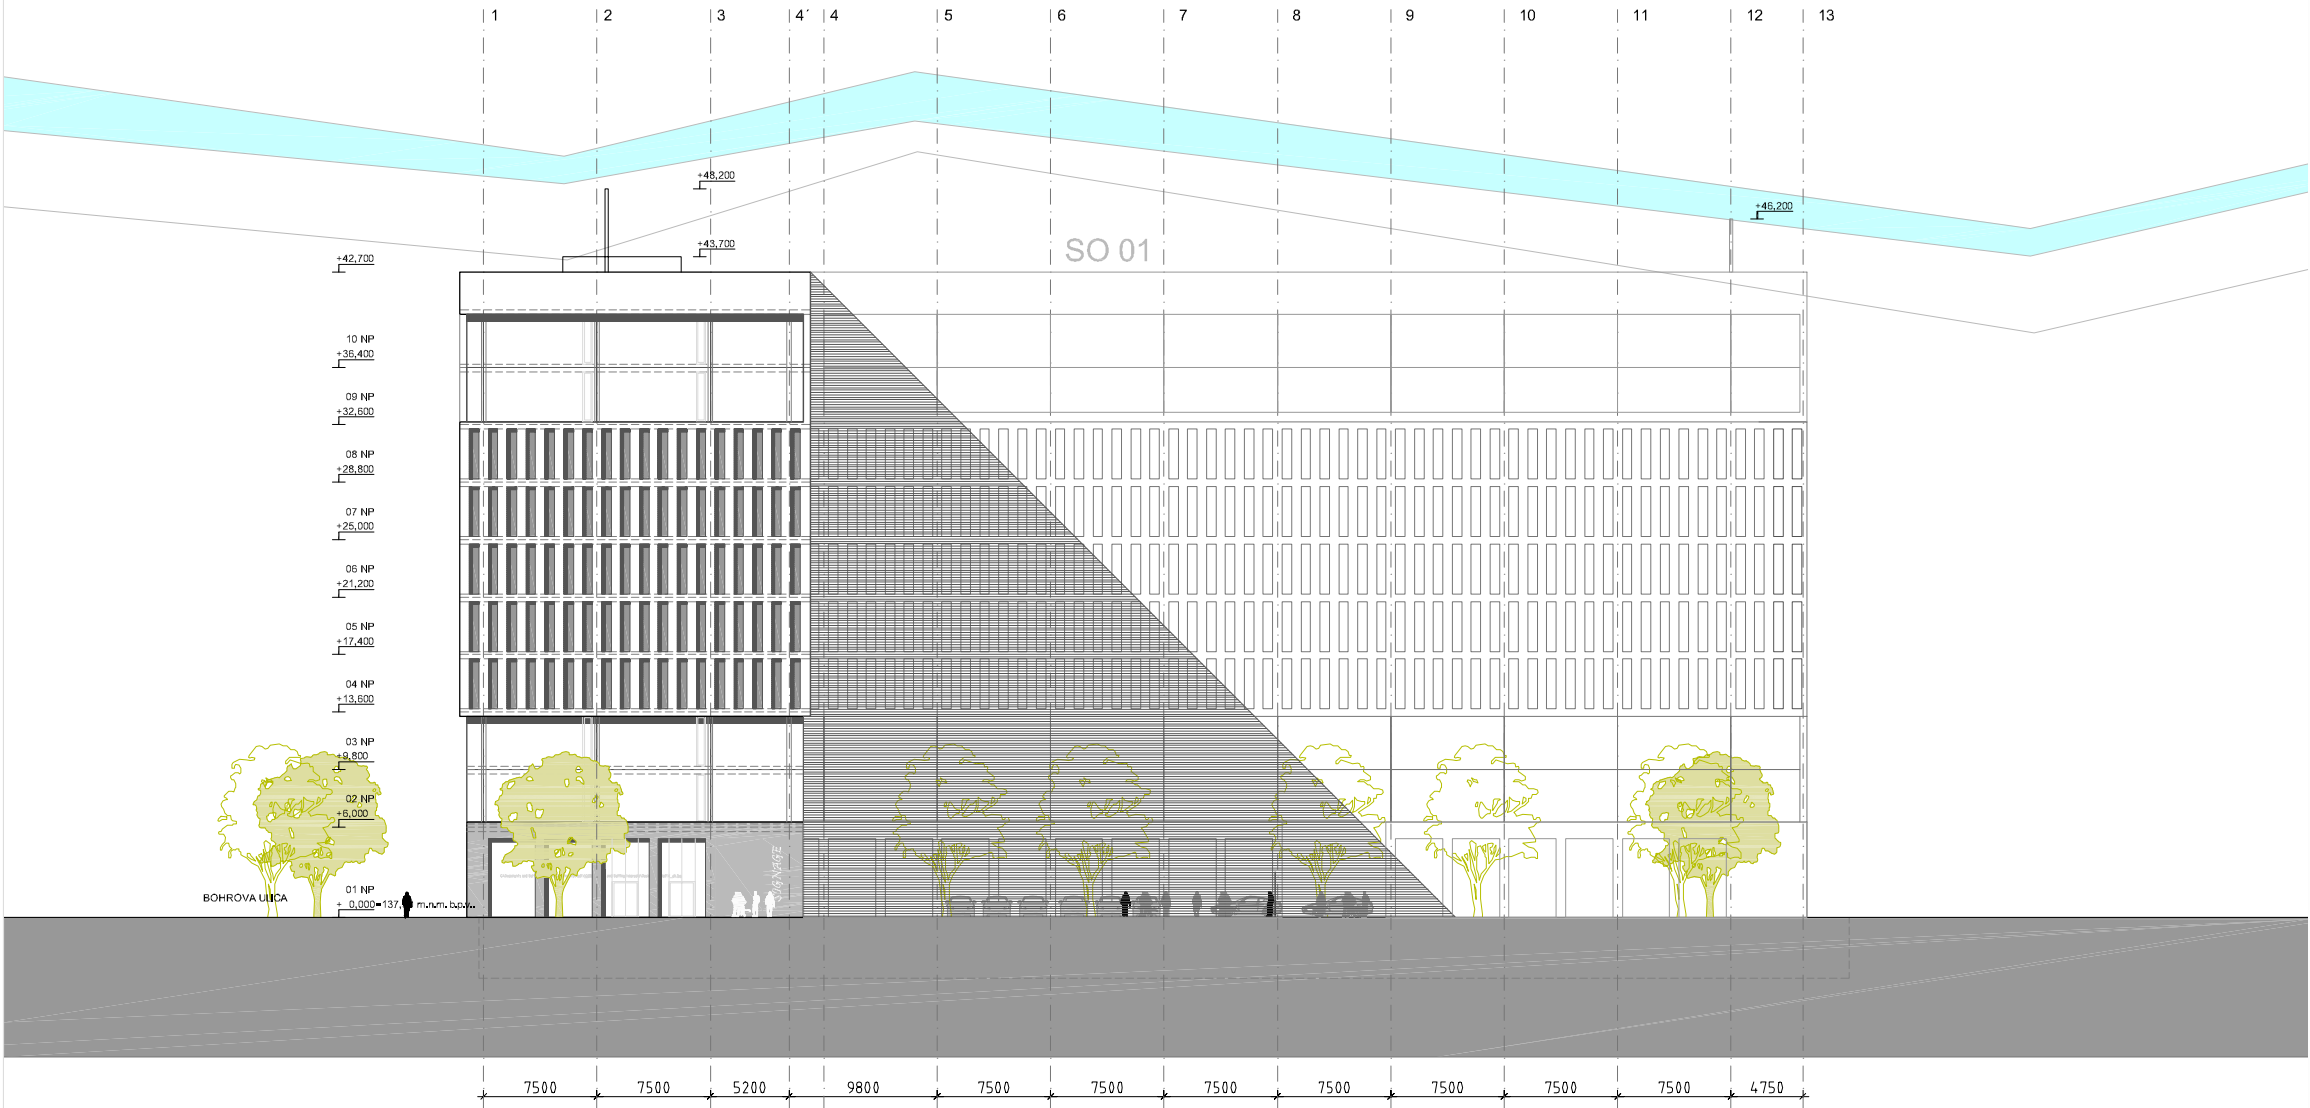 1 2 3 4´ 4 5 6 7 8 9 10 11 12 13
+48,200
+46,200
+43,700
SO 01
+42,700
10 NP
+36,400
09 NP
+32,600
08 NP
+28,800
07 NP
+25,000
06 NP
+21,200
05 NP
+17,400
04 NP
+13,600
03 NP
+9,800
02 NP
+6,000
SIGNAGE
01 NP
BOHROVA ULICA
+ 0,000=137, m.n.m. b.p.v.
7500 7500 5200 9800 7500 7500 7500 7500 7500 7500 7500 4750